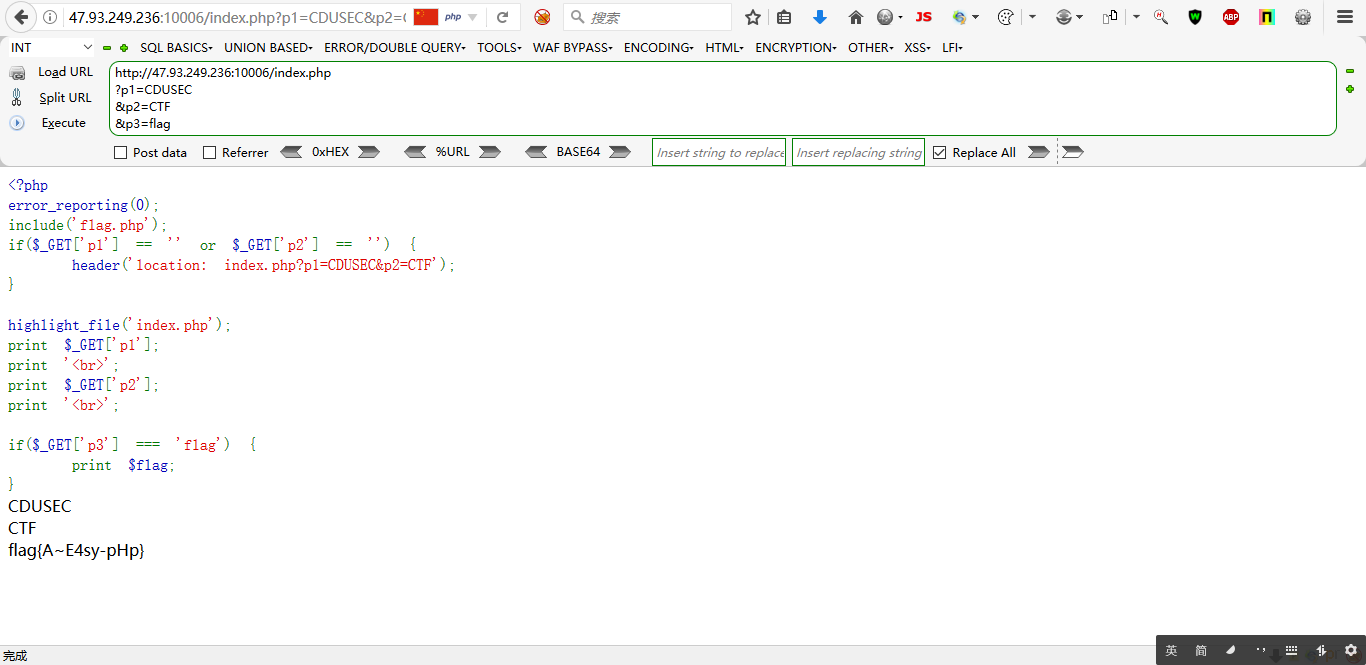 47.93.249.236:10006/index.php?p1=CDUSEC&p2=C php 搜索 JS ABP
INT SQL BASICS UNION BASED ERROR/DOUBLE QUERY TOOLS WAF BYPASS ENCODING HTML ENCRYPTION OTHER XSS LFI
Load URL
Split URL
Execute
http://47.93.249.236:10006/index.php
?p1=CDUSEC
&p2=CTF
&p3=flag
Post data Referrer 0xHEX %URL BASE64 Insert string to replace Insert replacing string Replace All
<?php
error_reporting(0);
include('flag.php');
if($_GET['p1'] == '' or $_GET['p2'] == '') {
        header('location: index.php?p1=CDUSEC&p2=CTF');
}
highlight_file('index.php');
print $_GET['p1'];
print '<br>';
print $_GET['p2'];
print '<br>';
if($_GET['p3'] === 'flag') {
        print $flag;
}
CDUSEC
CTF
flag{A~E4sy-pHp}
完成
英 简